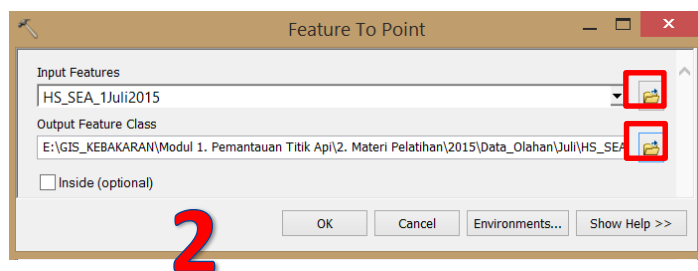 Feature To Point
Input Features
HS_SEA_1Juli2015
Output Feature Class
E:\GIS_KEBAKARAN\Modul 1. Pemantauan Titik Api\2. Materi Pelatihan\2015\Data_Olahan\Juli\HS_SEA
Inside (optional)
OK Cancel Environments... Show Help >>
2